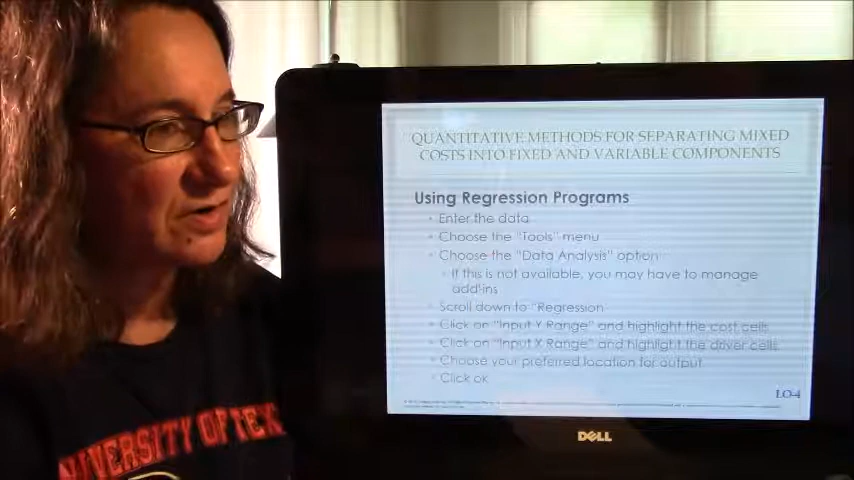 QUANTITATIVE METHODS FOR SEPARATING MIXED
COSTS INTO FIXED AND VARIABLE COMPONENTS
Using Regression Programs
• Enter the data
• Choose the "Tools" menu
• Choose the "Data Analysis" option
• If this is not available, you may have to manage
add-ins
• Scroll down to "Regression
• Click on "Input Y Range" and highlight the cost cells
• Click on "Input X Range" and highlight the driver cells
• Choose your preferred location for output
• Click ok
LO-4
DELL
UNIVERSITY OF TEX